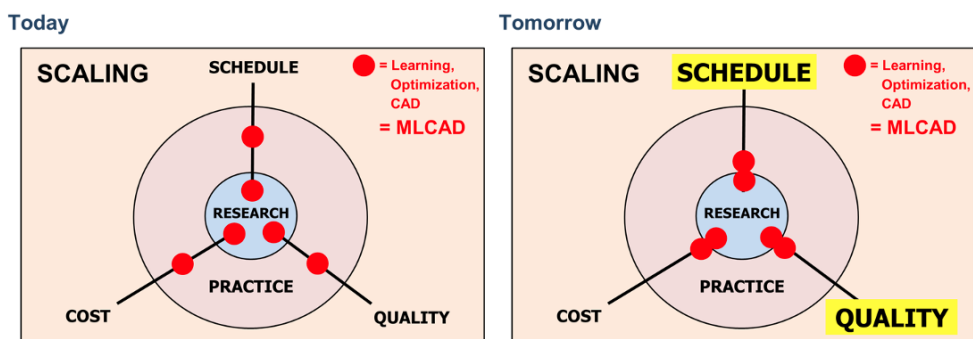 Today
SCALING
SCHEDULE
= Learning,
Optimization,
CAD
= MLCAD
RESEARCH
PRACTICE
COST
QUALITY
Tomorrow
SCALING
SCHEDULE
= Learning,
Optimization,
CAD
= MLCAD
RESEARCH
PRACTICE
COST
QUALITY